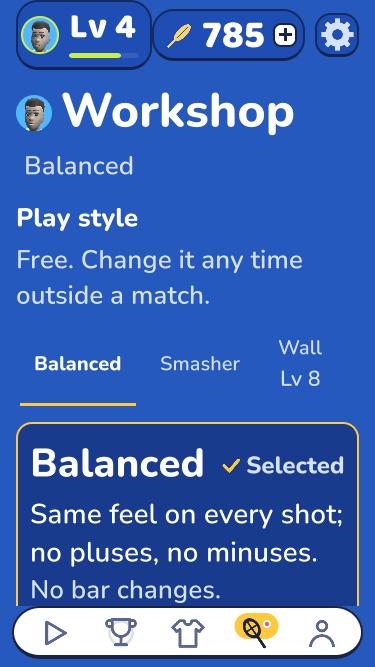 Lv 4
785
Workshop
Balanced
Play style
Free. Change it any time
outside a match.
Balanced
Smasher
Wall
Lv 8
Balanced
Selected
Same feel on every shot;
no pluses, no minuses.
No bar changes.